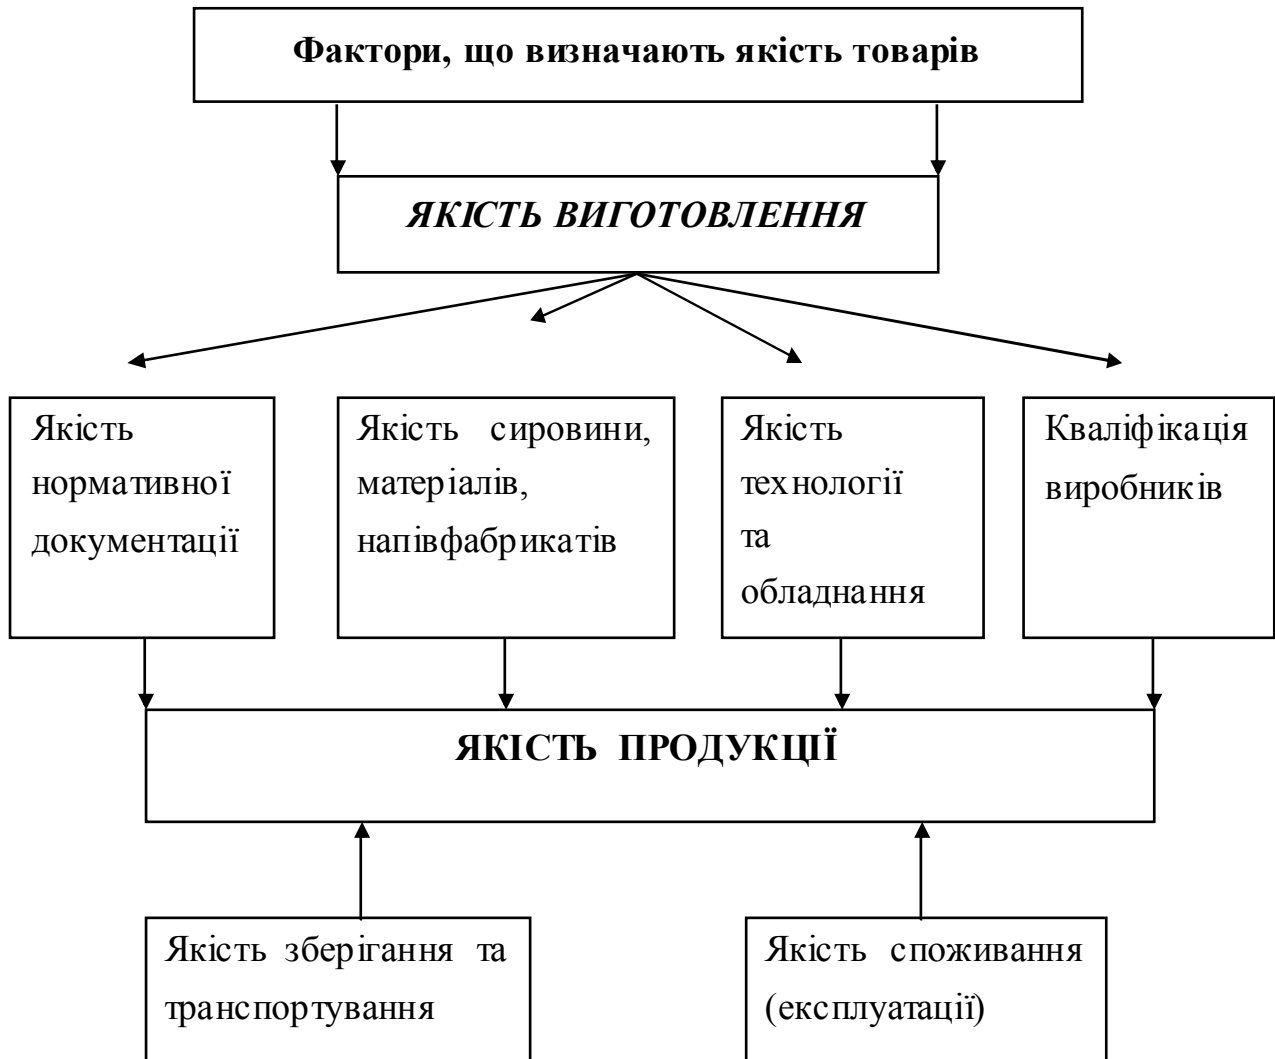 Фактори, що визначають якість товарів
ЯКІСТЬ ВИГОТОВЛЕННЯ
Якість
нормативної
документації
Якість сировини,
матеріалів,
напівфабрикатів
Якість
технології
та
обладнання
Кваліфікація
виробників
ЯКІСТЬ ПРОДУКЦІЇ
Якість зберігання та
транспортування
Якість споживання
(експлуатації)